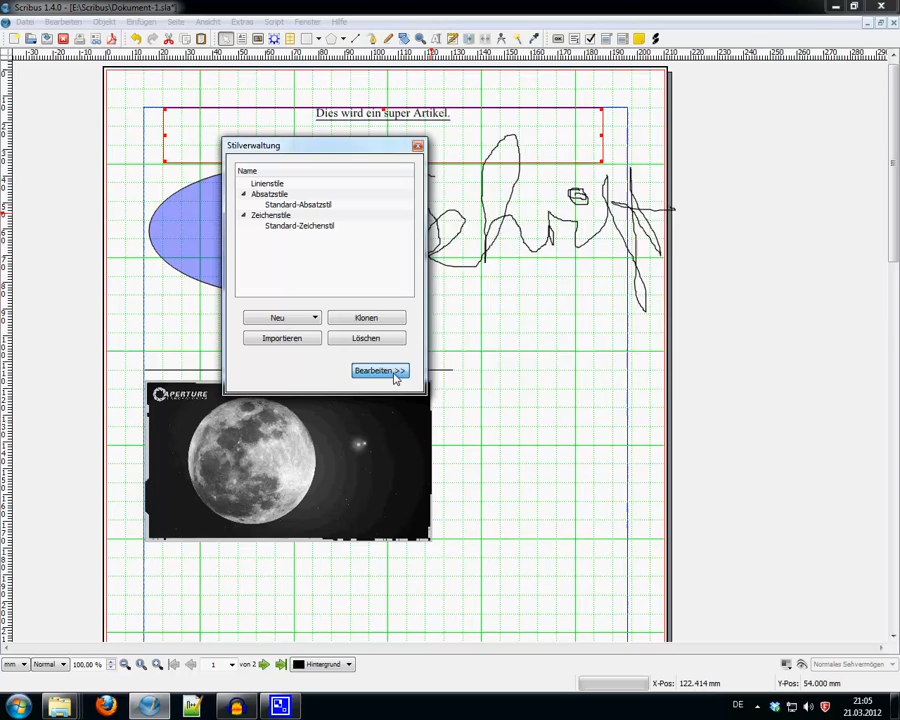 Scribus 1.4.0 - [E:\Scribus\Dokument-1.sla*]
Datei Bearbeiten Objekt Einfügen Seite Ansicht Extras Script Fenster Hilfe
Dies wird ein super Artikel.
Stilverwaltung
Name
Linienstile
Absatzstile
Standard-Absatzstil
Zeichenstile
Standard-Zeichenstil
Neu Klonen
Importieren Löschen
Bearbeiten >>
APERTURE
mm Normal 100,00 % 1 von 2 Hintergrund Normales Sehvermögen
X-Pos: 122.414 mm Y-Pos: 54.000 mm
DE 21:05
21.03.2012